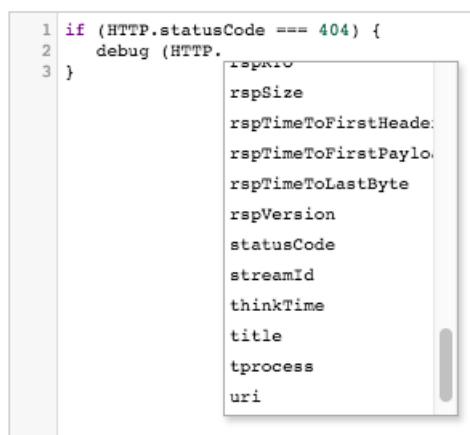 1 if (HTTP.statusCode === 404) {
2 debug (HTTP.
3 }
rspSize
rspTimeToFirstHeade
rspTimeToFirstPaylo
rspTimeToLastByte
rspVersion
statusCode
streamId
thinkTime
title
tprocess
uri